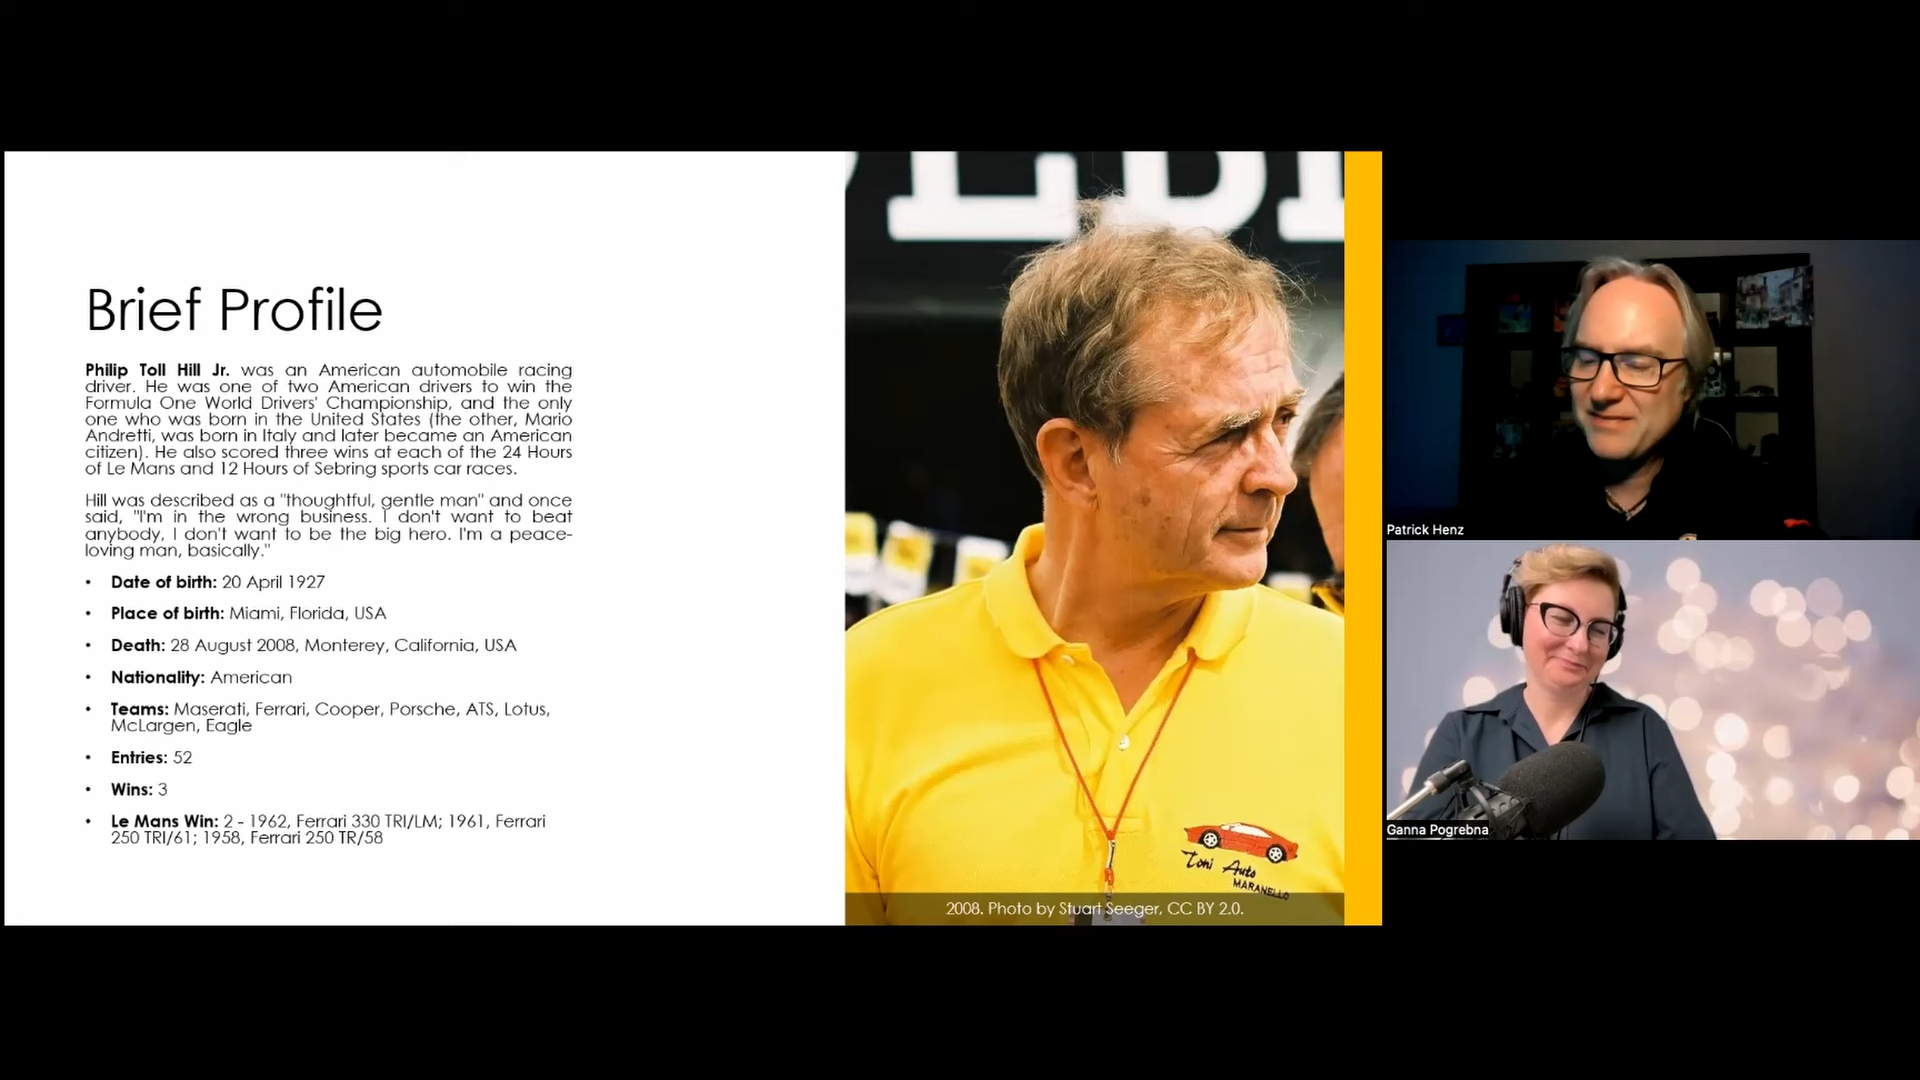 Brief Profile
Philip Toll Hill Jr. was an American automobile racing
driver. He was one of two American drivers to win the
Formula One World Drivers' Championship, and the only
one who was born in the United States (the other, Mario
Andretti, was born in Italy and later became an American
citizen). He also scored three wins at each of the 24 Hours
of Le Mans and 12 Hours of Sebring sports car races.
Hill was described as a "thoughtful, gentle man" and once
said, "I'm in the wrong business. I don't want to beat
anybody, I don't want to be the big hero. I'm a peace-
loving man, basically."
• Date of birth: 20 April 1927
• Place of birth: Miami, Florida, USA
• Death: 28 August 2008, Monterey, California, USA
• Nationality: American
• Teams: Maserati, Ferrari, Cooper, Porsche, ATS, Lotus,
McLargen, Eagle
• Entries: 52
• Wins: 3
• Le Mans Win: 2 - 1962, Ferrari 330 TRI/LM; 1961, Ferrari
250 TRI/61; 1958, Ferrari 250 TR/58
Toni Auto
MARANELLO
2008. Photo by Stuart Seeger, CC BY 2.0.
Patrick Henz
Ganna Pogrebna